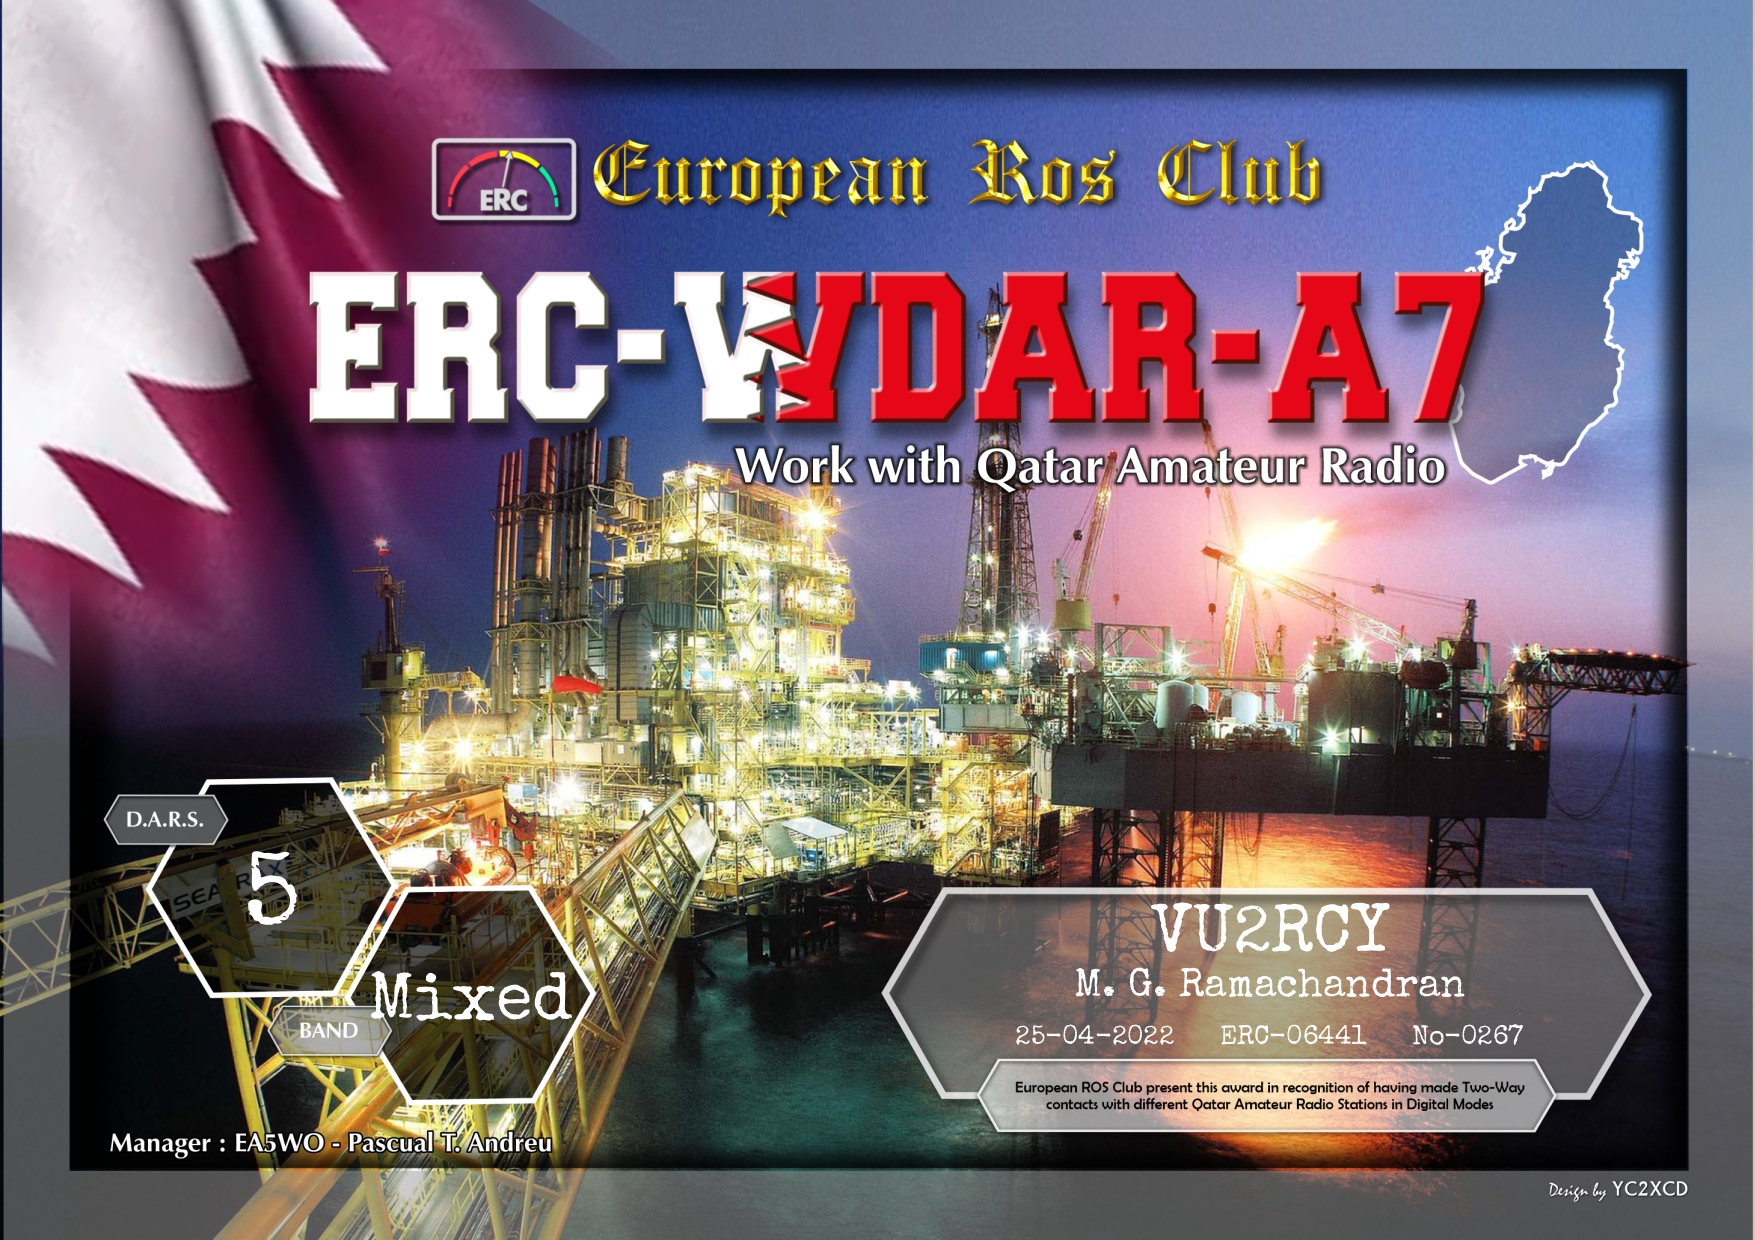 ERC
European Ros Club
ERC-WDAR-A7
Work with Qatar Amateur Radio
D.A.R.S.
5
Mixed
BAND
VU2RCY
M. G. Ramachandran
25-04-2022 ERC-06441 No-0267
European ROS Club present this award in recognition of having made Two-Way
contacts with different Qatar Amateur Radio Stations in Digital Modes
Manager : EA5WO - Pascual T. Andreu
Design by YC2XCD